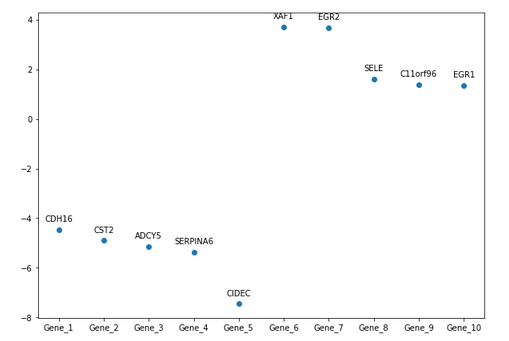 4
2
0
−2
−4
−6
−8
XAF1
EGR2
SELE
C11orf96
EGR1
CDH16
CST2
ADCY5
SERPINA6
CIDEC
Gene_1 Gene_2 Gene_3 Gene_4 Gene_5 Gene_6 Gene_7 Gene_8 Gene_9 Gene_10